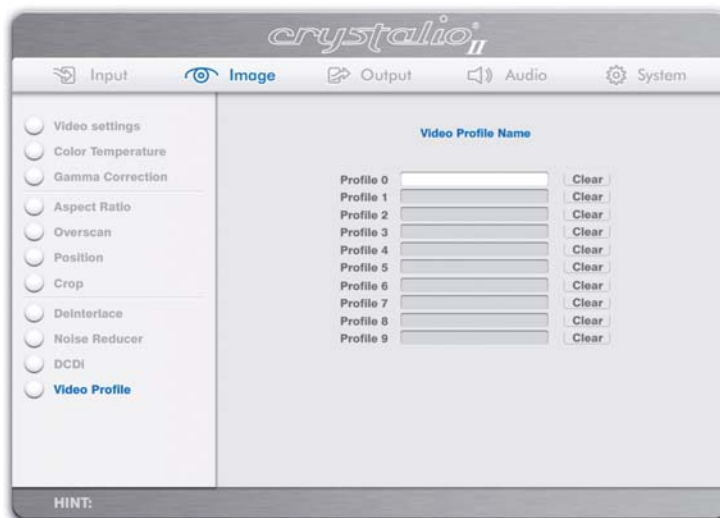 crystalio® II
Input Image Output Audio System
Video settings
Color Temperature
Gamma Correction
Aspect Ratio
Overscan
Position
Crop
Deinterlace
Noise Reducer
DCDi
Video Profile
Video Profile Name
Profile 0 Clear
Profile 1 Clear
Profile 2 Clear
Profile 3 Clear
Profile 4 Clear
Profile 5 Clear
Profile 6 Clear
Profile 7 Clear
Profile 8 Clear
Profile 9 Clear
HINT: